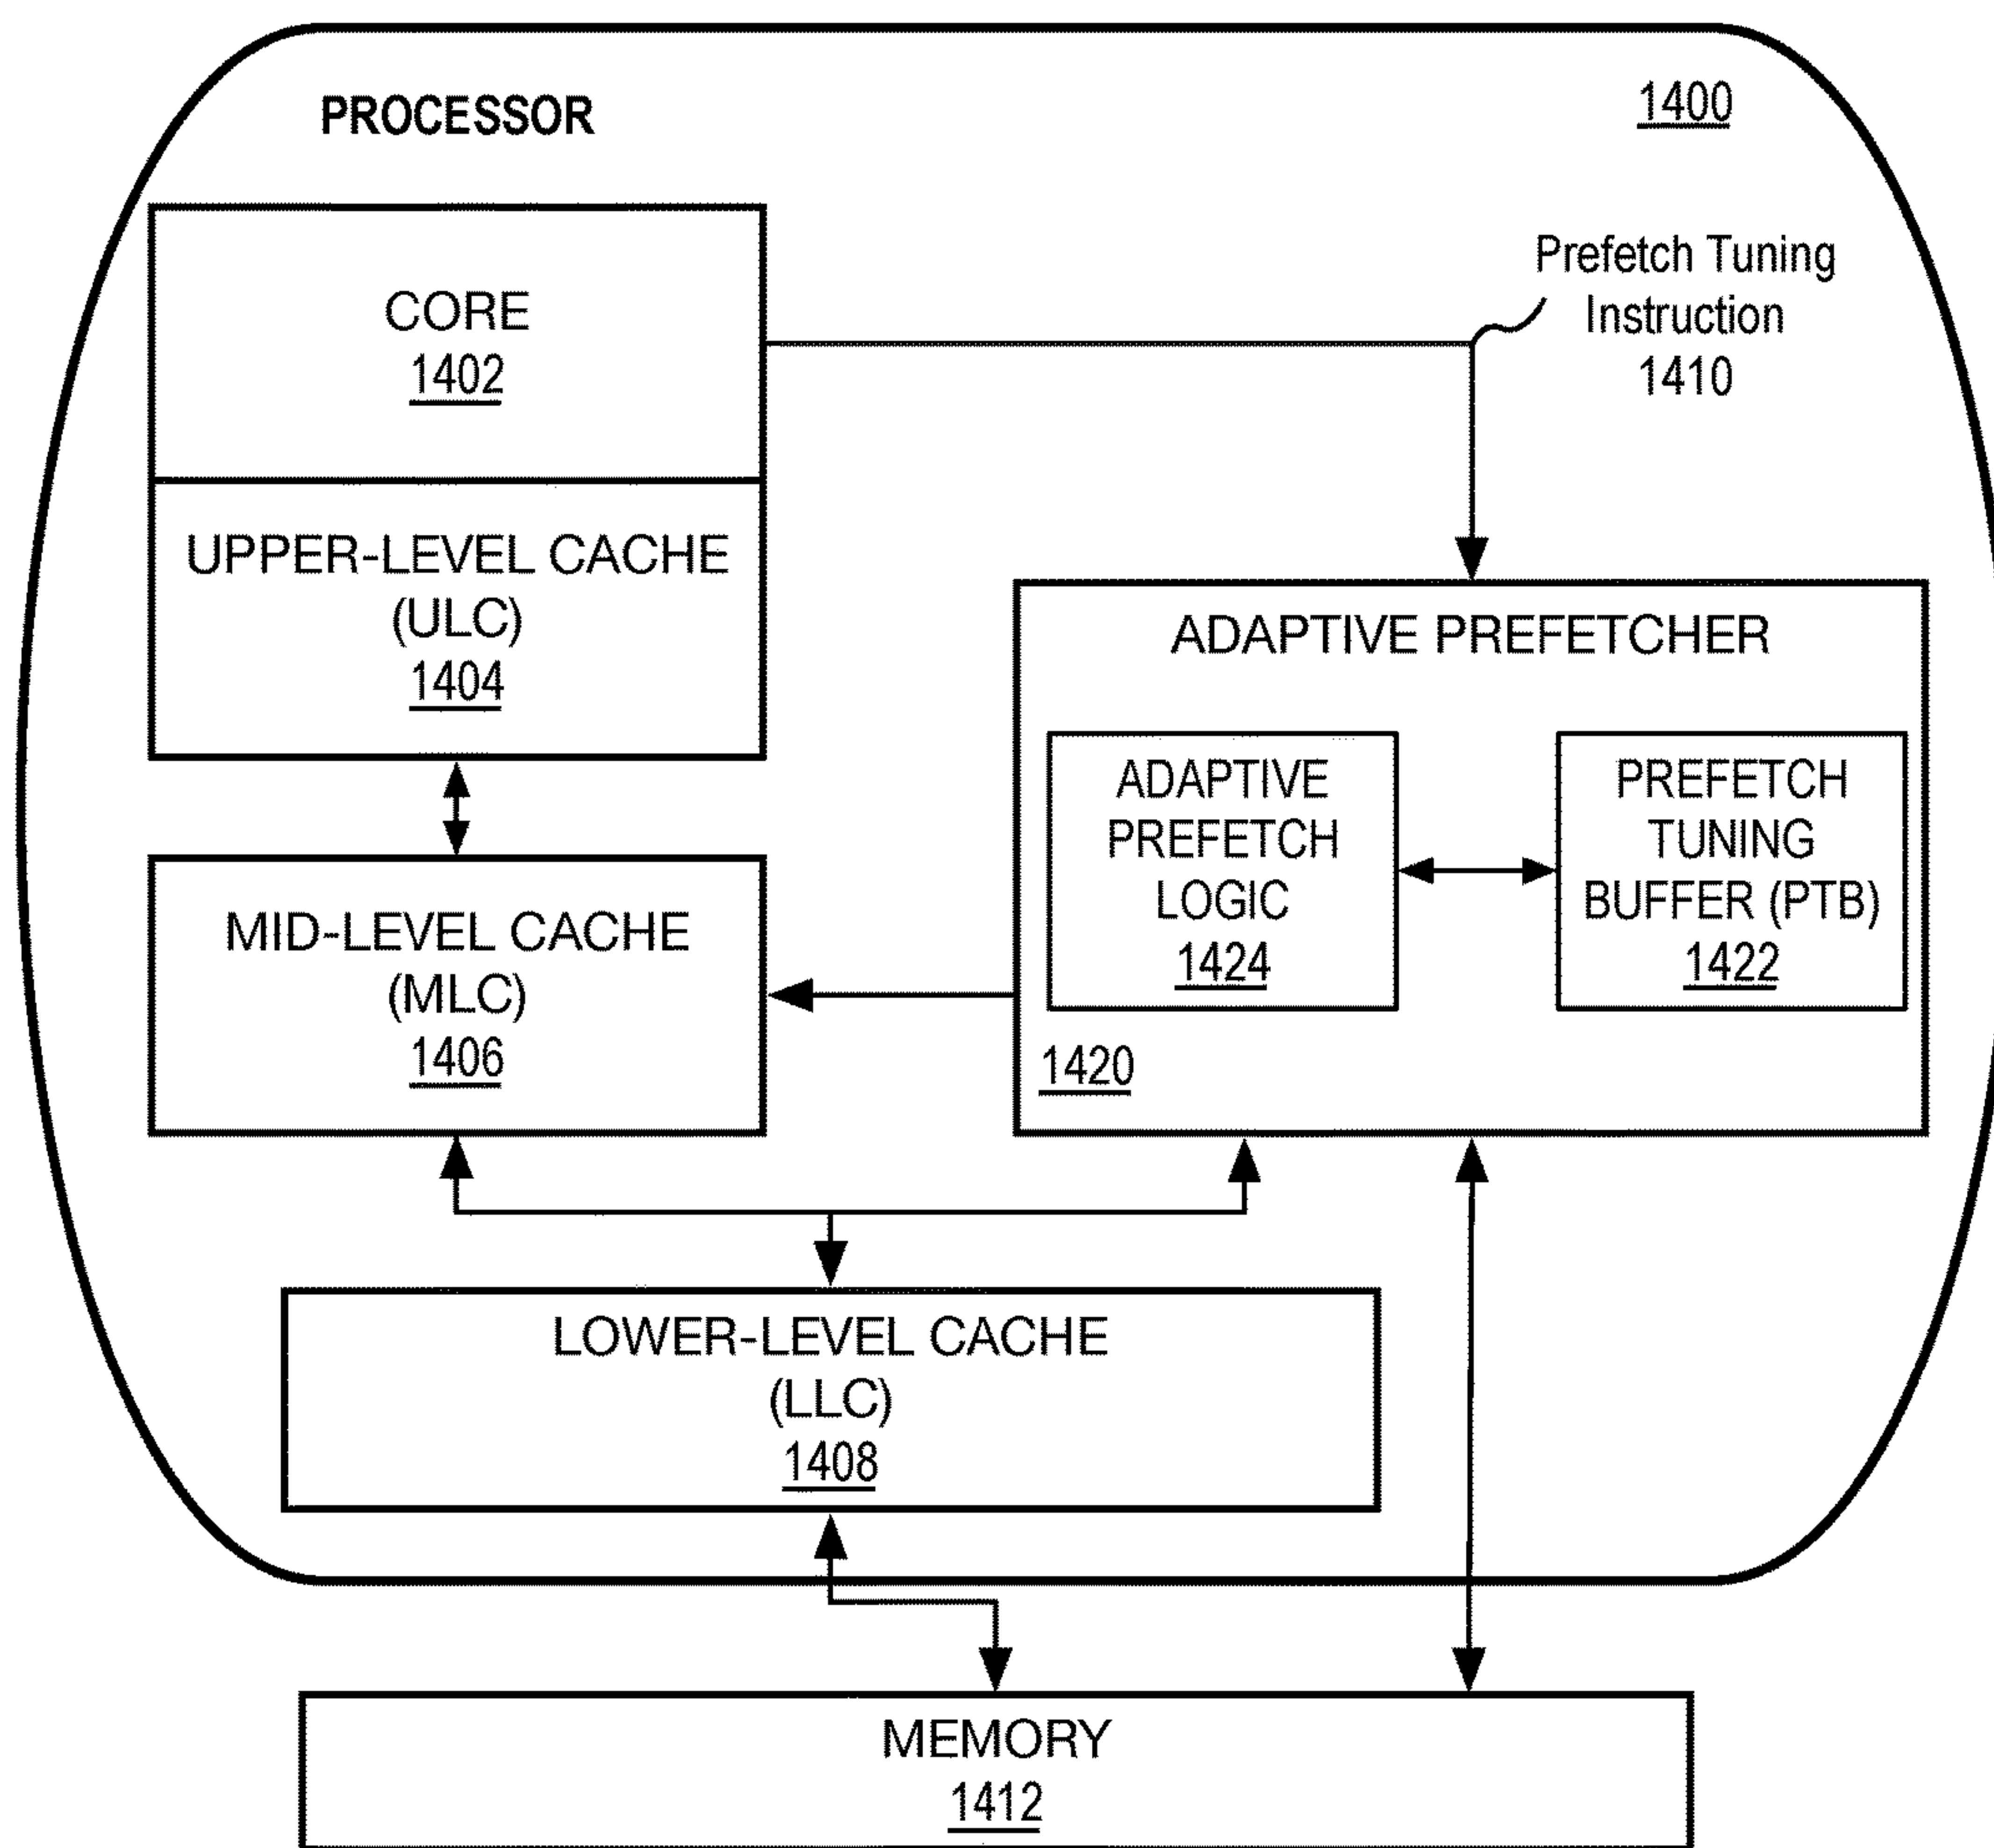 PROCESSOR
1400
CORE
1402
Prefetch Tuning
Instruction
1410
UPPER-LEVEL CACHE
(ULC)
1404
ADAPTIVE PREFETCHER
ADAPTIVE
PREFETCH
LOGIC
1424
PREFETCH
TUNING
BUFFER (PTB)
1422
1420
MID-LEVEL CACHE
(MLC)
1406
LOWER-LEVEL CACHE
(LLC)
1408
MEMORY
1412